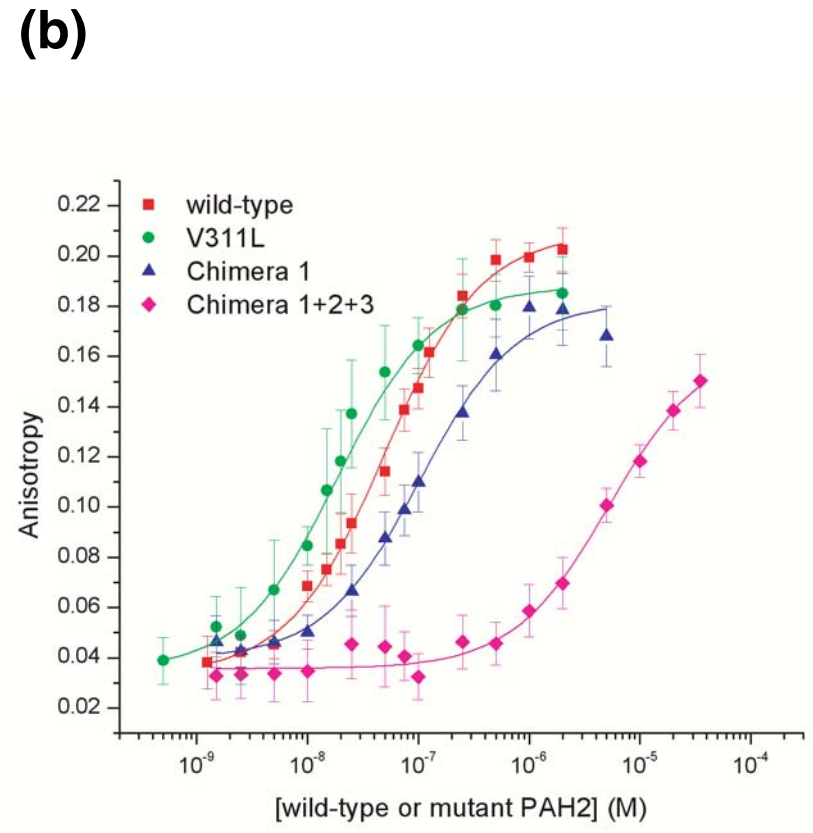 (b)
wild-type
V311L
Chimera 1
Chimera 1+2+3
0.22
0.20
0.18
0.16
0.14
0.12
0.10
0.08
0.06
0.04
0.02
Anisotropy
10⁻⁹ 10⁻⁸ 10⁻⁷ 10⁻⁶ 10⁻⁵ 10⁻⁴
[wild-type or mutant PAH2] (M)